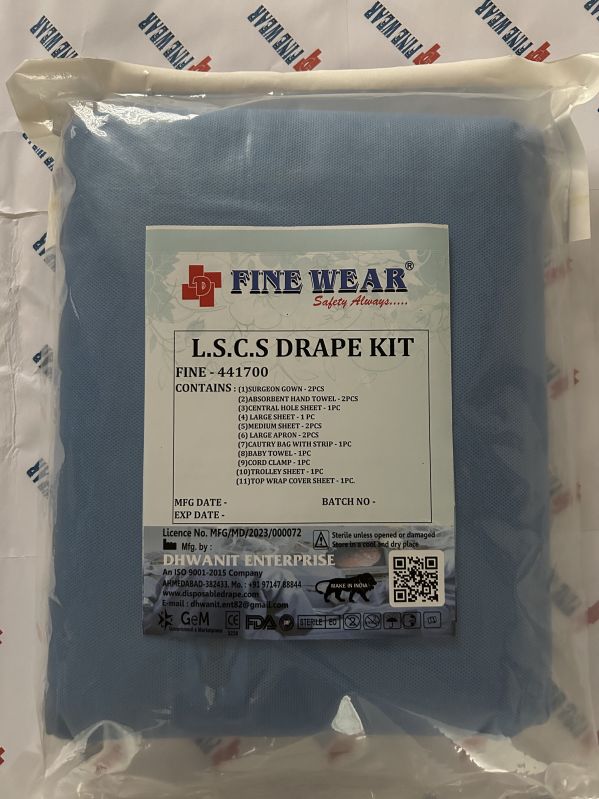 FINE WEAR
FINE WEAR
FINE WEAR
FINE WEAR
D
FINE WEAR®
Safety Always.....
L.S.C.S DRAPE KIT
FINE - 441700
CONTAINS : (1)SURGEON GOWN - 2PCS
(2)ABSORBENT HAND TOWEL - 2PCS
(3)CENTRAL HOLE SHEET - 1PC
(4) LARGE SHEET - 1 PC
(5)MEDIUM SHEET - 2PCS
(6) LARGE APRON - 2PCS
(7)CAUTRY BAG WITH STRIP - 1PC
(8)BABY TOWEL - 1PC
(9)CORD CLAMP - 1PC
(10)TROLLEY SHEET - 1PC
(11)TOP WRAP COVER SHEET - 1PC.
MFG DATE - BATCH NO -
EXP DATE -
Licence No. MFG/MD/2023/000072
Sterile unless opened or damaged
Store in a cool and dry place
Mfg. by :
DHWANIT ENTERPRISE
An ISO 9001-2015 Company
AHMEDABAD-382433. Mo. : +91 97147 88844
www.disposabledrape.com
E-mail : dhwanit.ent82@gmail.com
MAKE IN INDIA
GeM
CE
FDA
STERILE EO